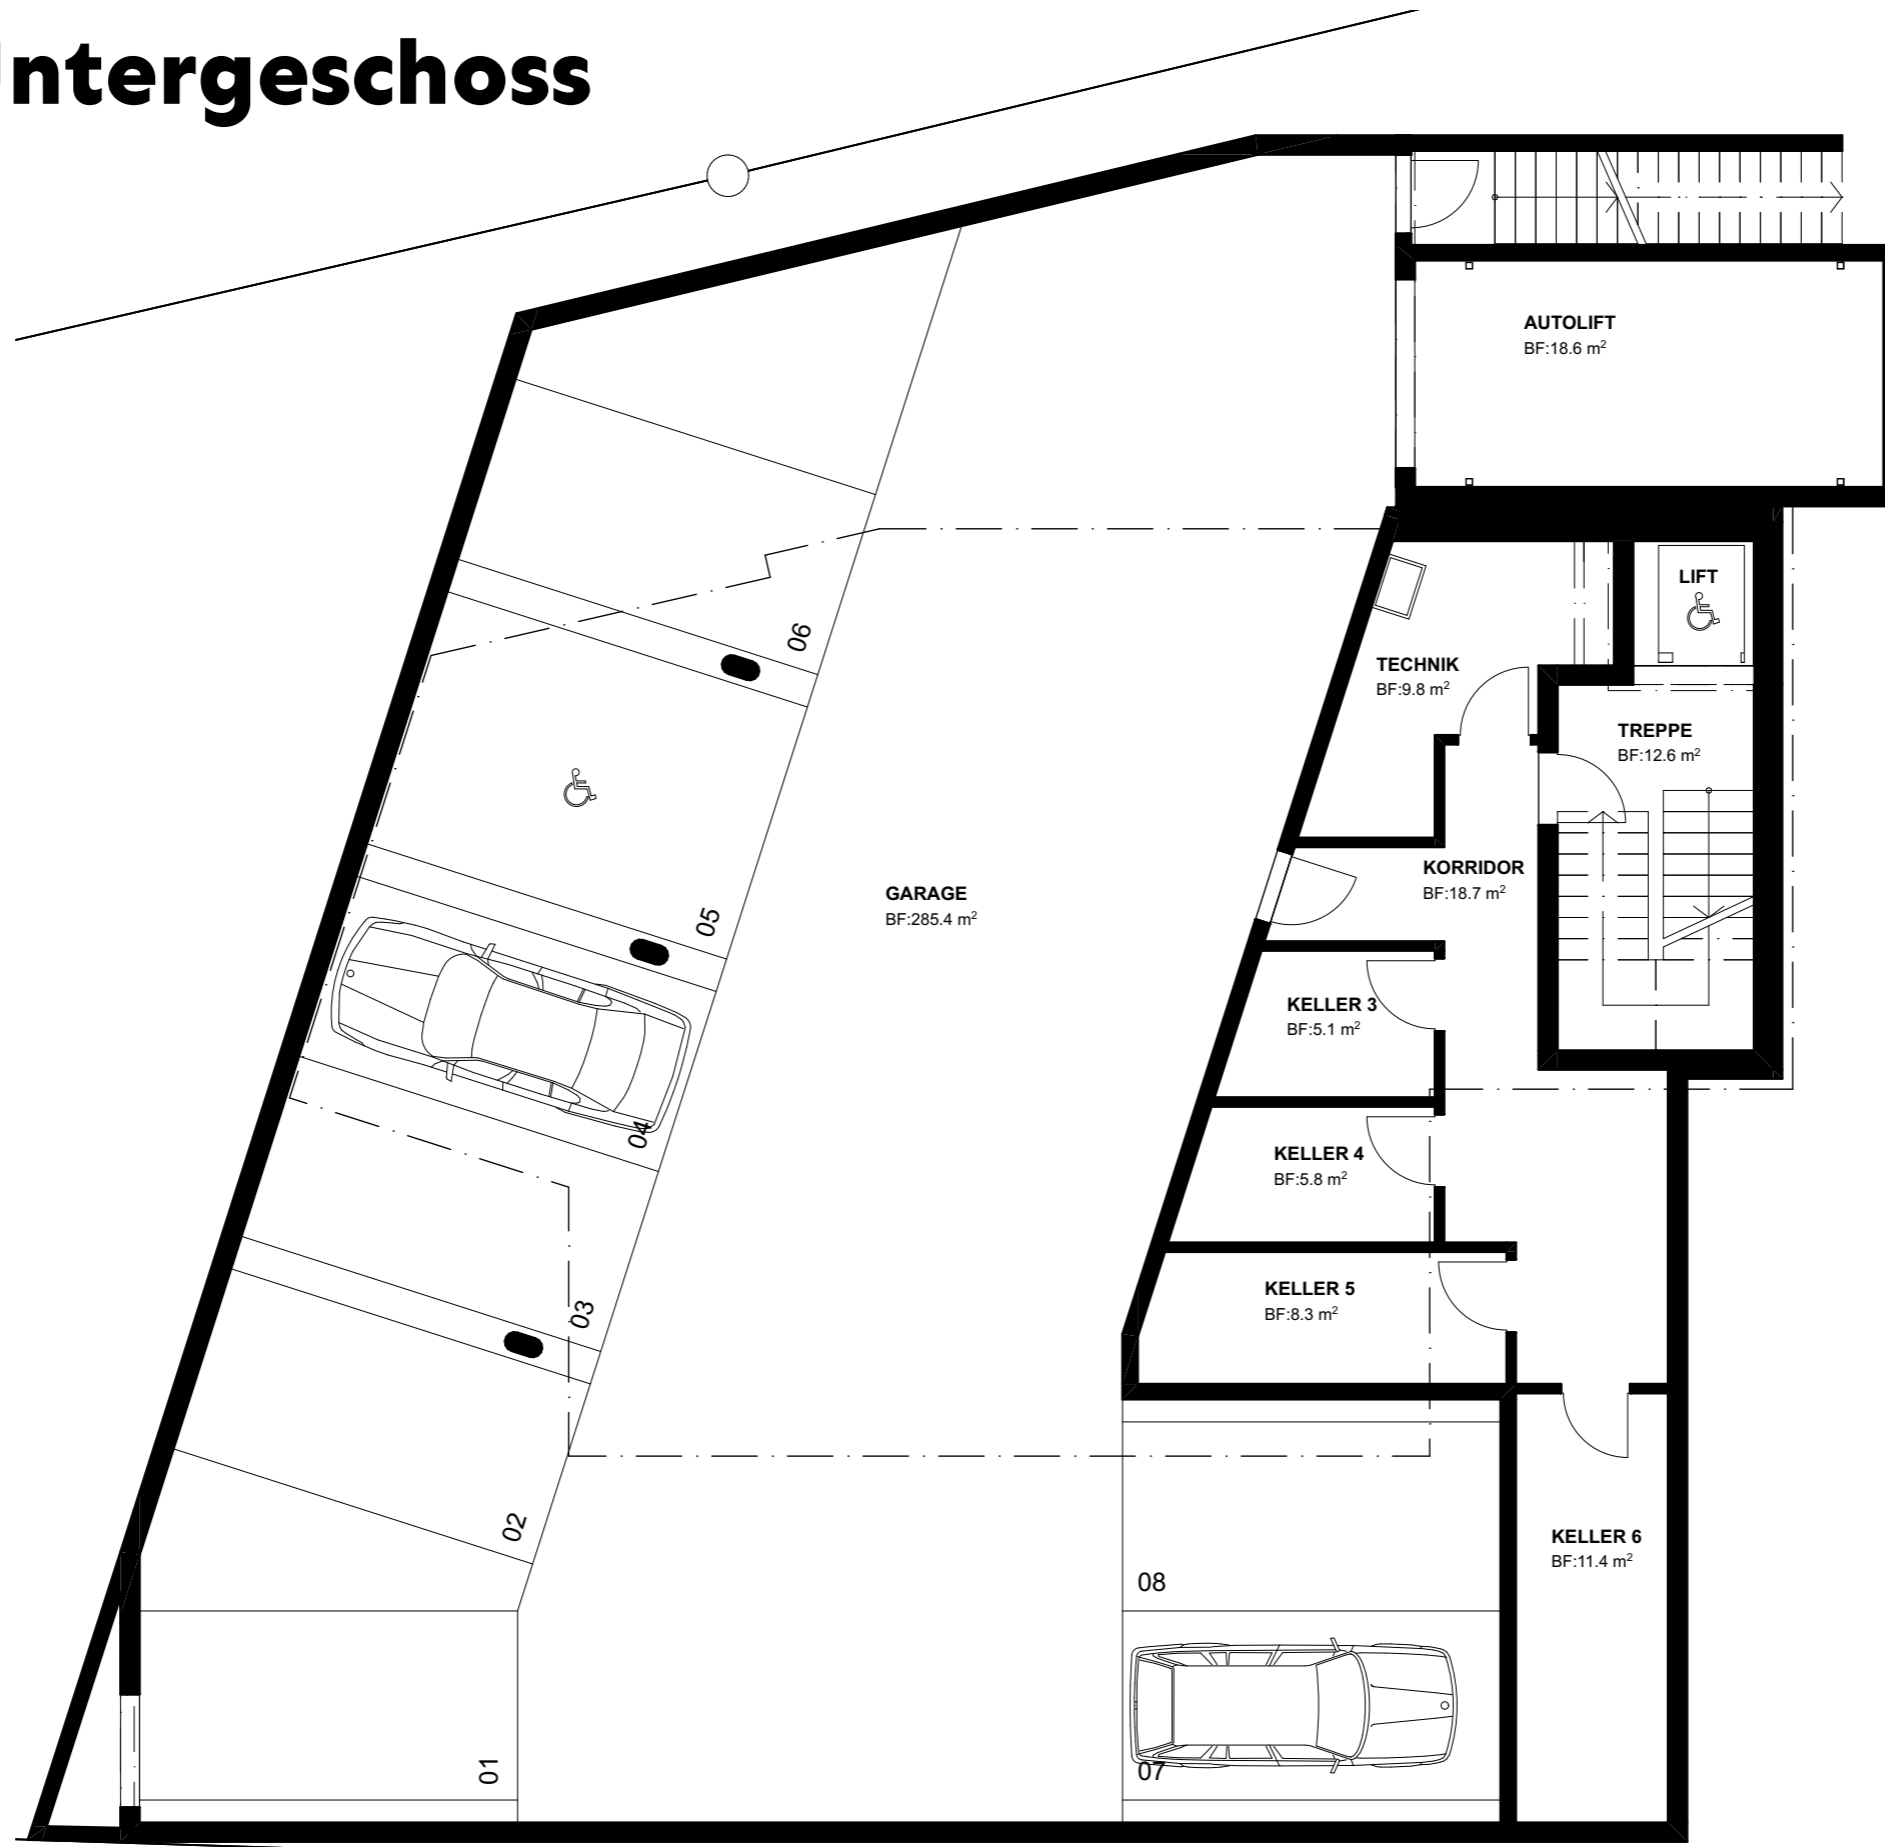 Untergeschoss
AUTOLIFT
BF:18.6 m²
LIFT
TECHNIK
BF:9.8 m²
06
TREPPE
BF:12.6 m²
KORRIDOR
BF:18.7 m²
GARAGE
BF:285.4 m²
05
KELLER 3
BF:5.1 m²
04
KELLER 4
BF:5.8 m²
KELLER 5
BF:8.3 m²
03
02
KELLER 6
BF:11.4 m²
08
01
07